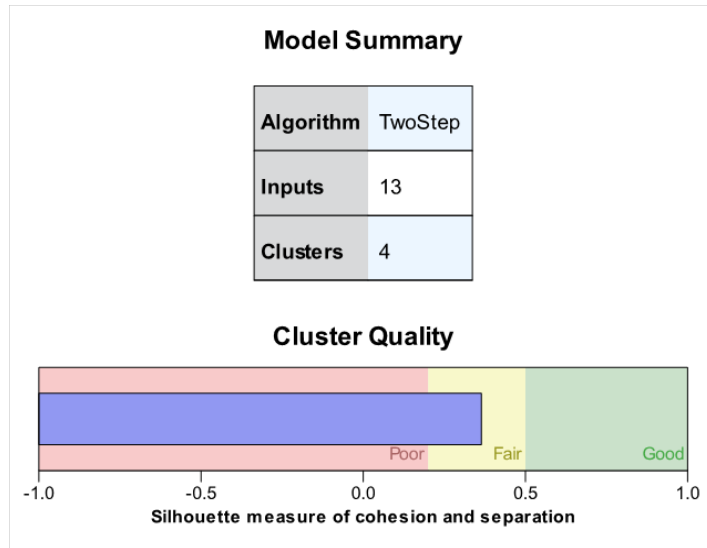 Model Summary
Algorithm TwoStep
Inputs 13
Clusters 4
Cluster Quality
Poor Fair Good
-1.0 -0.5 0.0 0.5 1.0
Silhouette measure of cohesion and separation